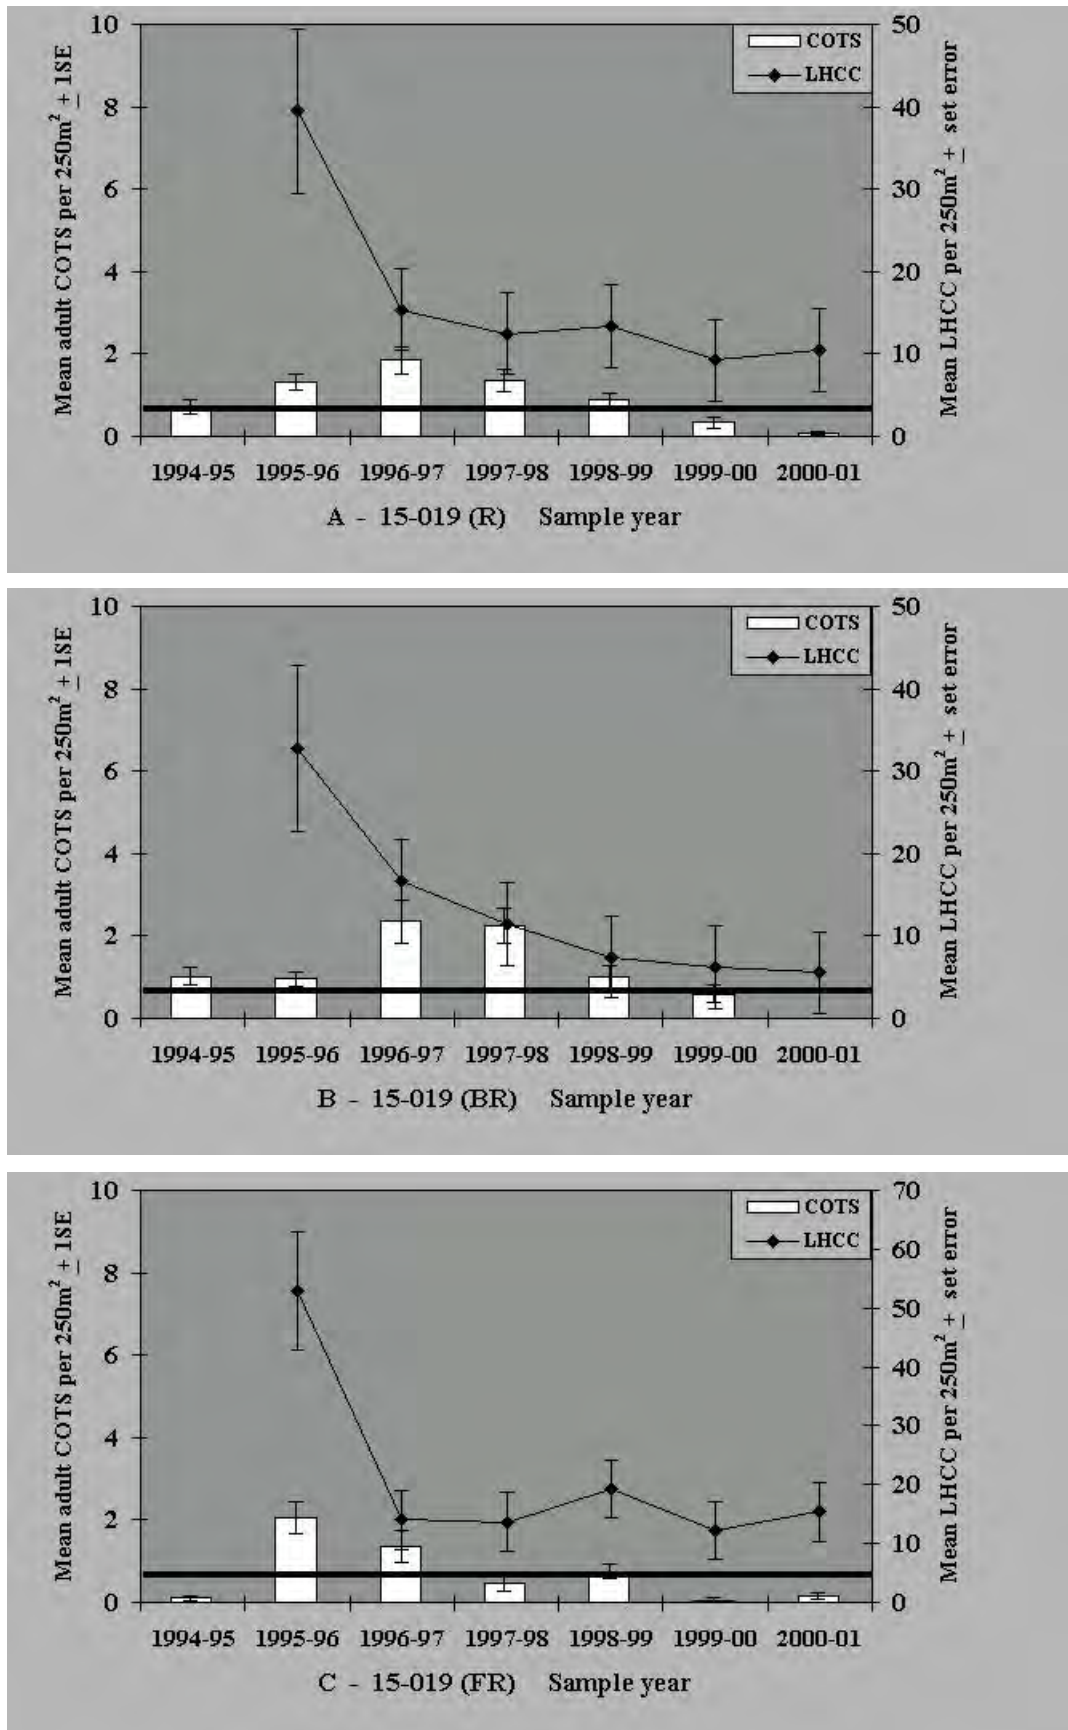 10
8
6
4
2
0
Mean adult COTS per 250m² ± 1SE
COTS
LHCC
50
40
30
20
10
0
Mean LHCC per 250m² ± set error
1994-95 1995-96 1996-97 1997-98 1998-99 1999-00 2000-01
A - 15-019 (R) Sample year
10
8
6
4
2
0
Mean adult COTS per 250m² ± 1SE
COTS
LHCC
50
40
30
20
10
0
Mean LHCC per 250m² ± set error
1994-95 1995-96 1996-97 1997-98 1998-99 1999-00 2000-01
B - 15-019 (BR) Sample year
10
8
6
4
2
0
Mean adult COTS per 250m² ± 1SE
COTS
LHCC
70
60
50
40
30
20
10
0
Mean LHCC per 250m² ± set error
1994-95 1995-96 1996-97 1997-98 1998-99 1999-00 2000-01
C - 15-019 (FR) Sample year